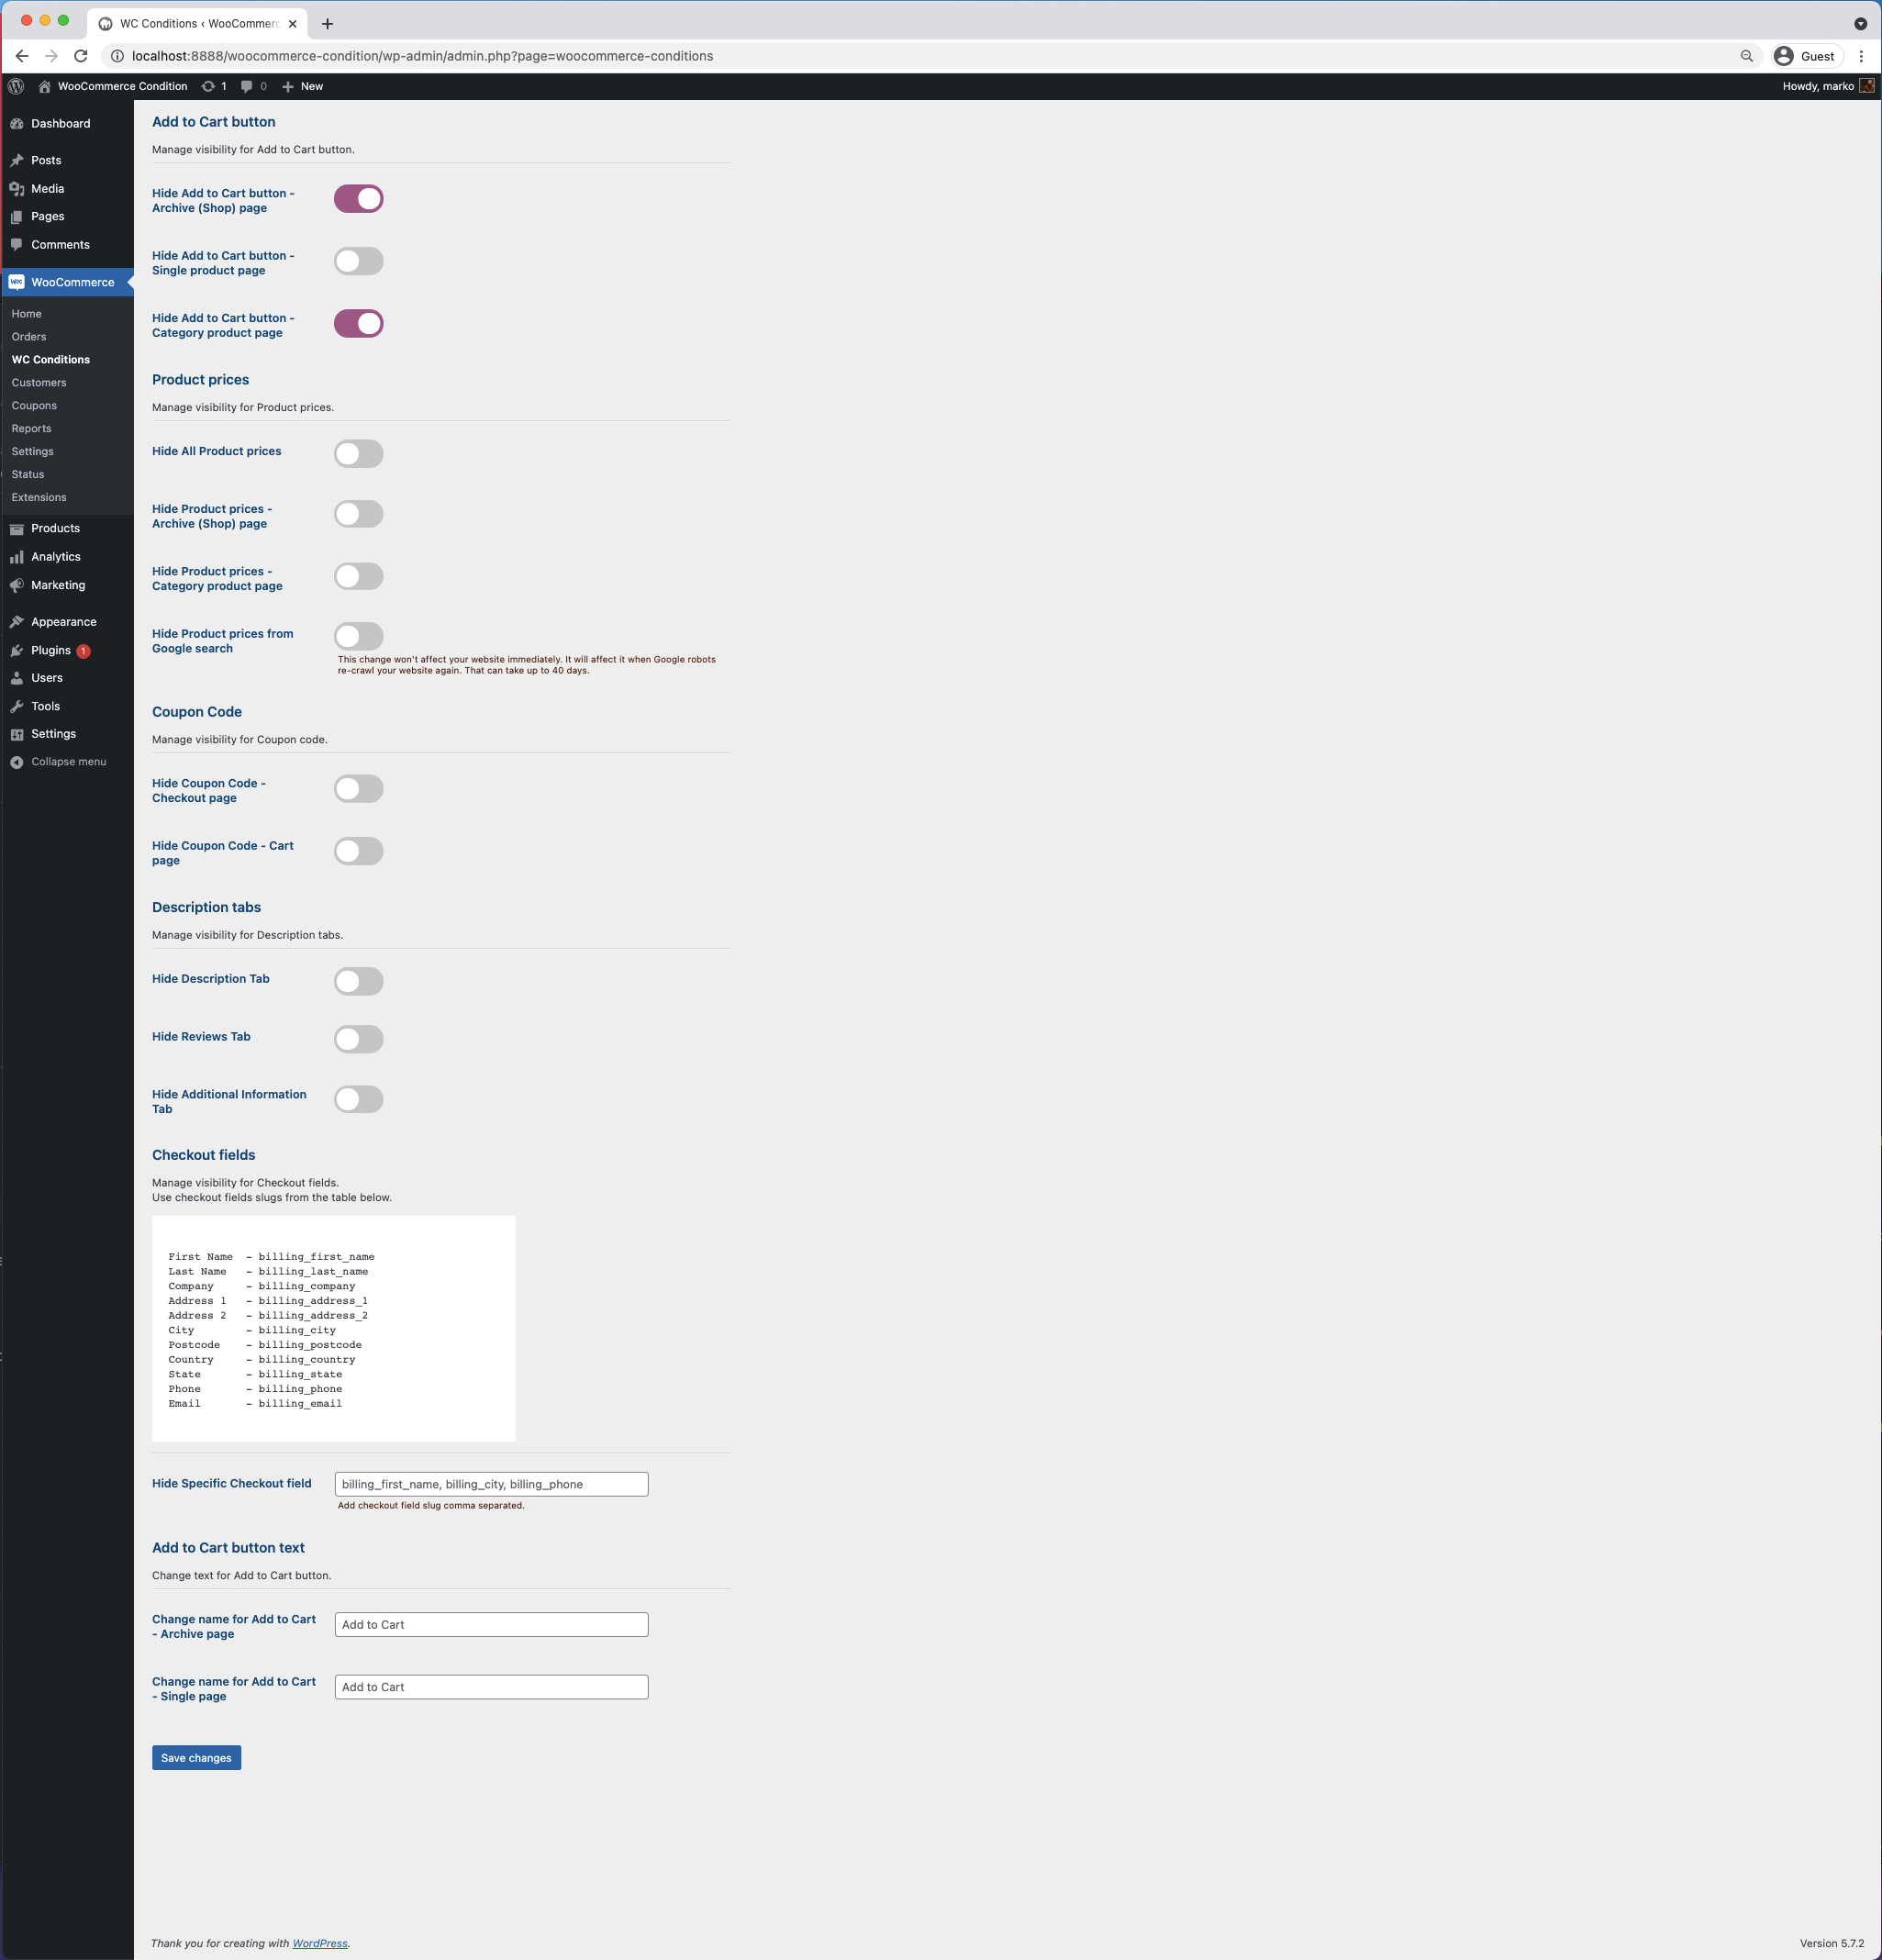 WC Conditions ‹ WooCommerc
localhost:8888/woocommerce-condition/wp-admin/admin.php?page=woocommerce-conditions
Guest
WooCommerce Condition
1
0
New
Howdy, marko
Dashboard
Posts
Media
Pages
Comments
WooCommerce
Home
Orders
WC Conditions
Customers
Coupons
Reports
Settings
Status
Extensions
Products
Analytics
Marketing
Appearance
Plugins 1
Users
Tools
Settings
Collapse menu
Add to Cart button
Manage visibility for Add to Cart button.
Hide Add to Cart button -
Archive (Shop) page
Hide Add to Cart button -
Single product page
Hide Add to Cart button -
Category product page
Product prices
Manage visibility for Product prices.
Hide All Product prices
Hide Product prices -
Archive (Shop) page
Hide Product prices -
Category product page
Hide Product prices from
Google search
This change won't affect your website immediately. It will affect it when Google robots
re-crawl your website again. That can take up to 40 days.
Coupon Code
Manage visibility for Coupon code.
Hide Coupon Code -
Checkout page
Hide Coupon Code - Cart
page
Description tabs
Manage visibility for Description tabs.
Hide Description Tab
Hide Reviews Tab
Hide Additional Information
Tab
Checkout fields
Manage visibility for Checkout fields.
Use checkout fields slugs from the table below.
First Name - billing_first_name
Last Name - billing_last_name
Company - billing_company
Address 1 - billing_address_1
Address 2 - billing_address_2
City - billing_city
Postcode - billing_postcode
Country - billing_country
State - billing_state
Phone - billing_phone
Email - billing_email
Hide Specific Checkout field
billing_first_name, billing_city, billing_phone
Add checkout field slug comma separated.
Add to Cart button text
Change text for Add to Cart button.
Change name for Add to Cart
- Archive page
Add to Cart
Change name for Add to Cart
- Single page
Add to Cart
Save changes
Thank you for creating with WordPress.
Version 5.7.2